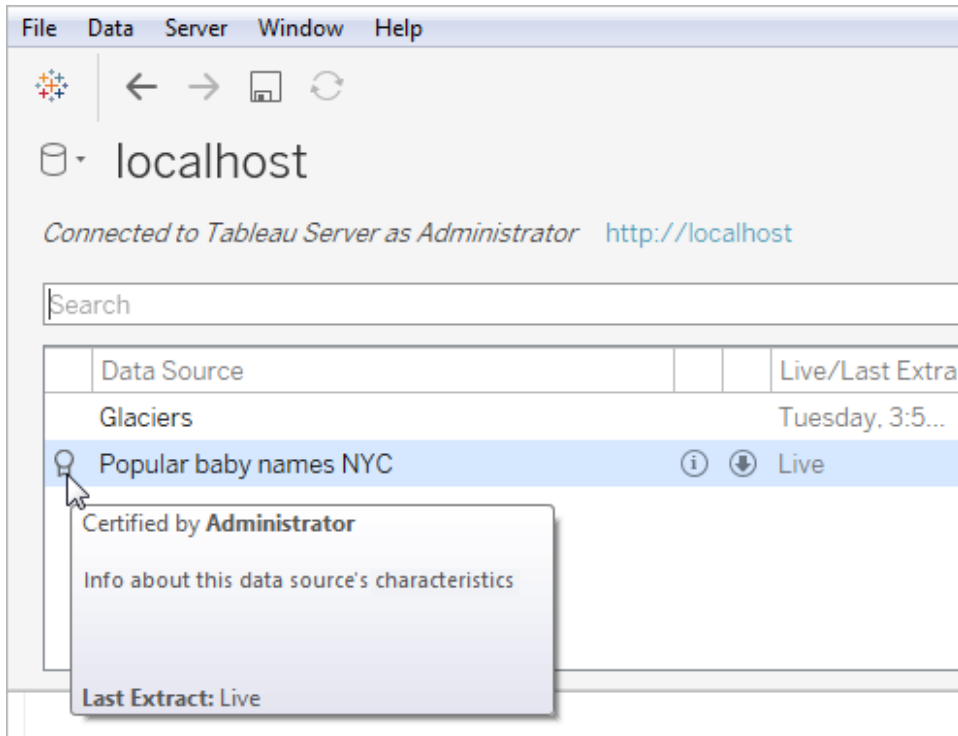 File Data Server Window Help
localhost
Connected to Tableau Server as Administrator http://localhost
Search
Data Source Live/Last Extra
Glaciers Tuesday, 3:5...
Popular baby names NYC Live
Certified by Administrator
Info about this data source's characteristics
Last Extract: Live